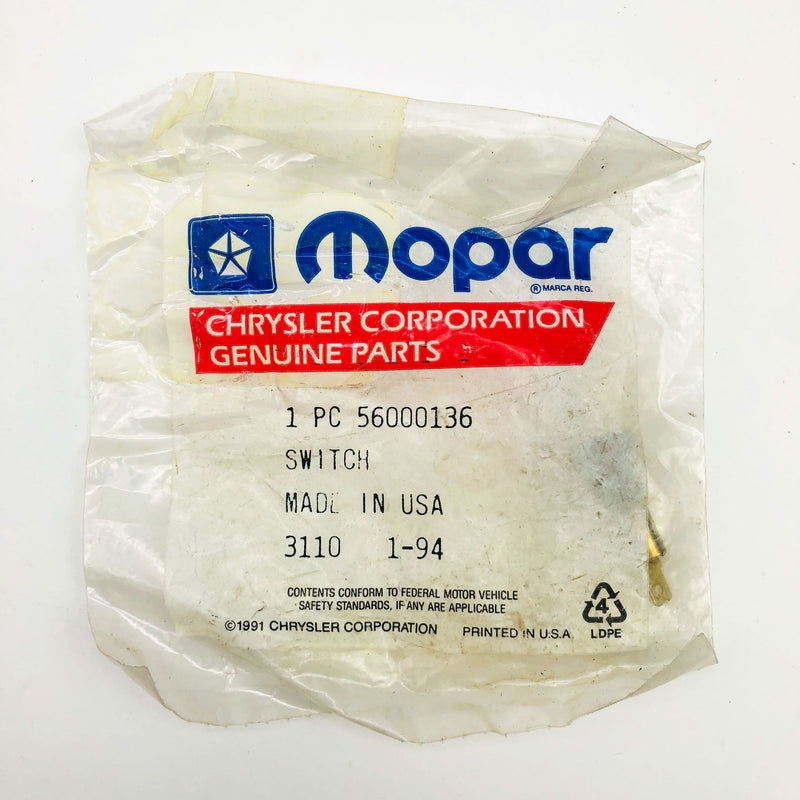 Mopar
® MARCA REG.
CHRYSLER CORPORATION
GENUINE PARTS
1 PC 56000136
SWITCH
MADE IN USA
3110 1-94
CONTENTS CONFORM TO FEDERAL MOTOR VEHICLE
SAFETY STANDARDS, IF ANY ARE APPLICABLE
©1991 CHRYSLER CORPORATION PRINTED IN U.S.A.
4
LDPE